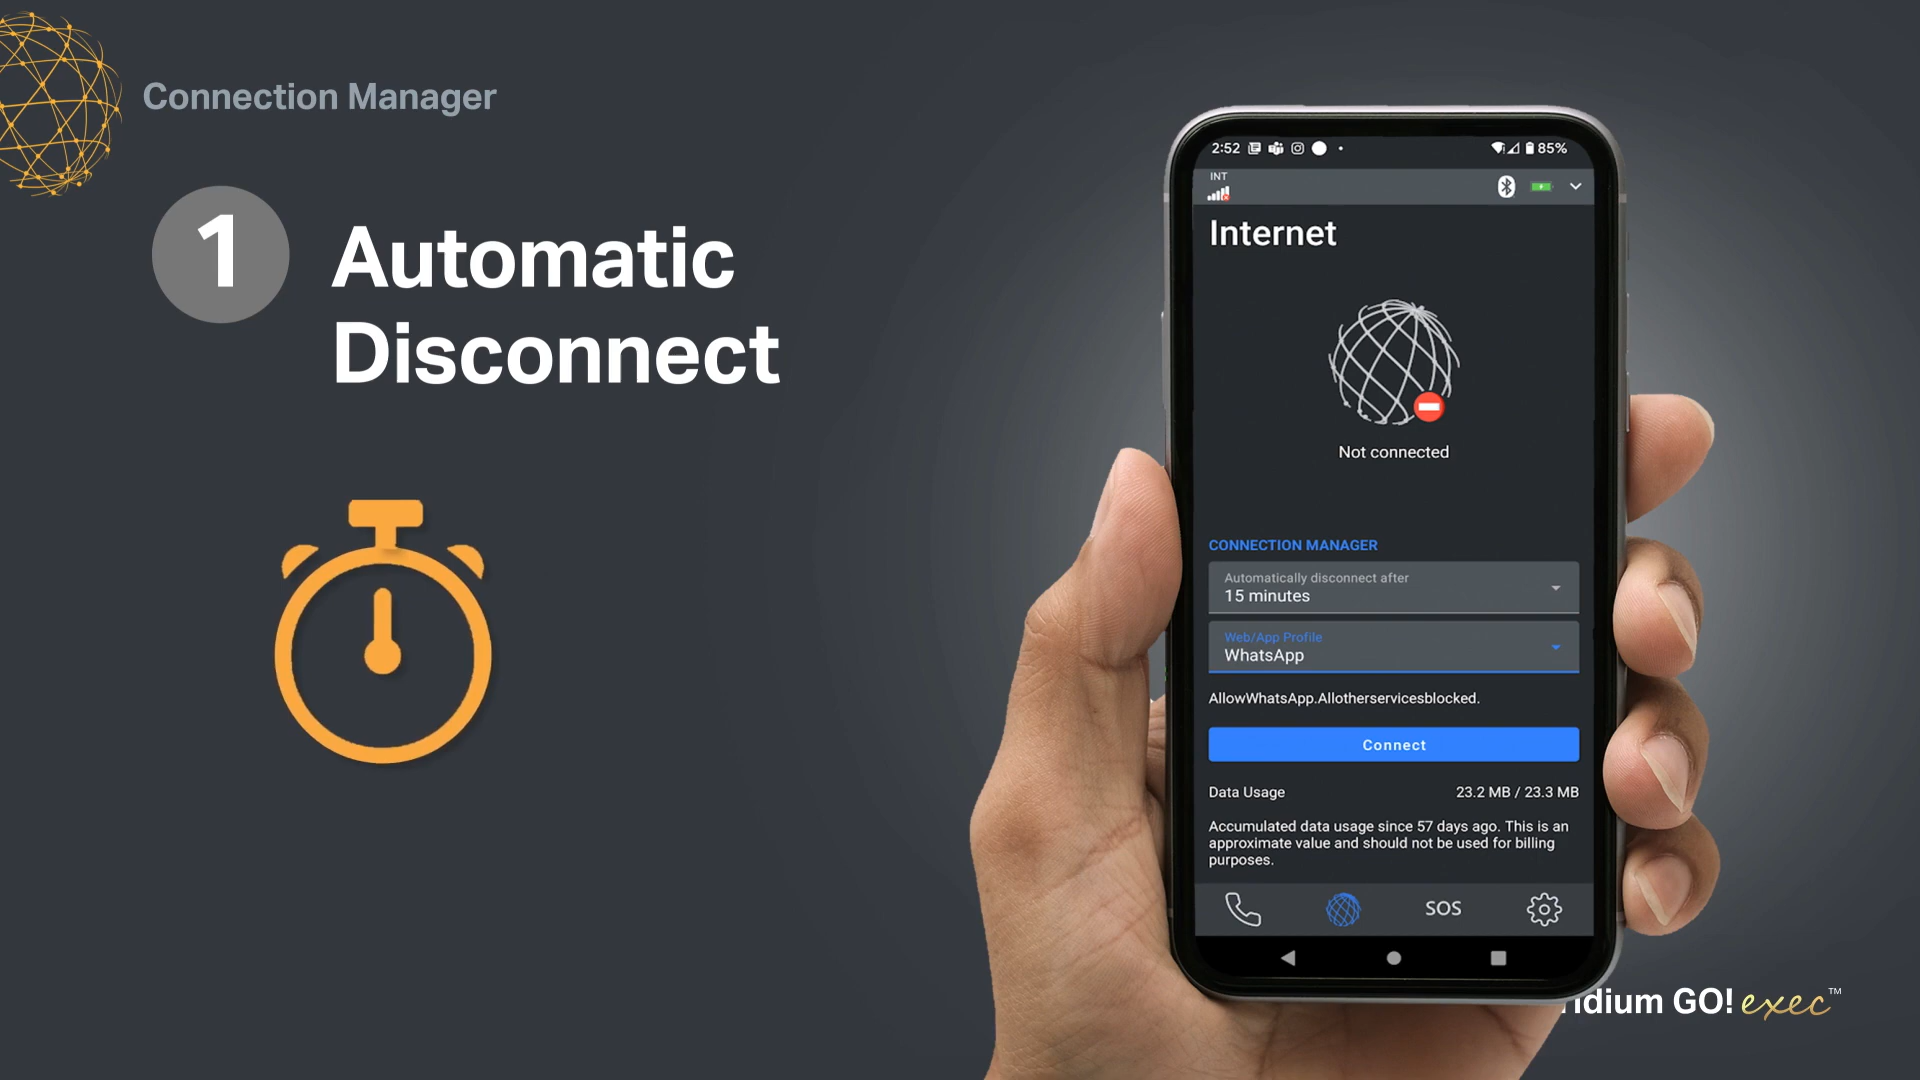 Connection Manager
1
Automatic
Disconnect
2:52
85%
INT
Internet
Not connected
CONNECTION MANAGER
Automatically disconnect after
15 minutes
Web/App Profile
WhatsApp
AllowWhatsApp.Allotherservicesblocked.
Connect
Data Usage 23.2 MB / 23.3 MB
Accumulated data usage since 57 days ago. This is an
approximate value and should not be used for billing
purposes.
SOS
idium GO! exec™